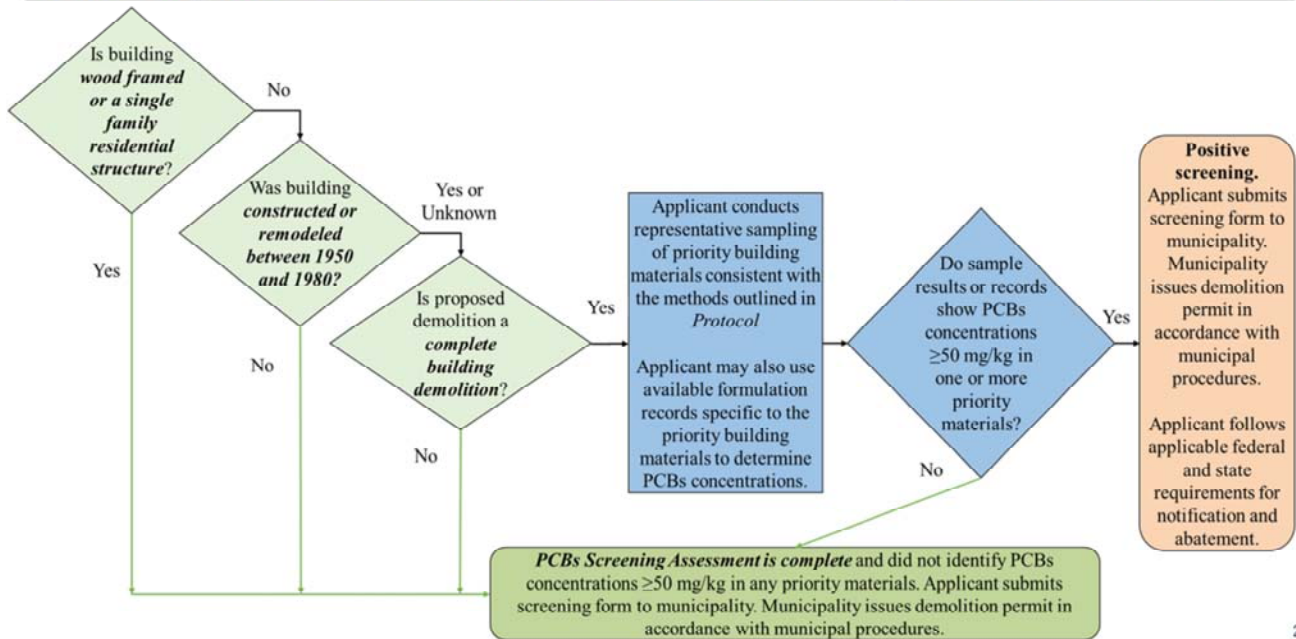 Is building
wood framed
or a single
family
residential
structure?
No
Yes
Was building
constructed or
remodeled
between 1950
and 1980?
Yes or
Unknown
No
Is proposed
demolition a
complete
building
demolition?
Yes
No
Applicant conducts
representative sampling
of priority building
materials consistent with
the methods outlined in
Protocol
Applicant may also use
available formulation
records specific to the
priority building
materials to determine
PCBs concentrations.
Do sample
results or records
show PCBs
concentrations
≥50 mg/kg in
one or more
priority
materials?
Yes
No
Positive
screening.
Applicant submits
screening form to
municipality.
Municipality
issues demolition
permit in
accordance with
municipal
procedures.
Applicant follows
applicable federal
and state
requirements for
notification and
abatement.
PCBs Screening Assessment is complete and did not identify PCBs
concentrations ≥50 mg/kg in any priority materials. Applicant submits
screening form to municipality. Municipality issues demolition permit in
accordance with municipal procedures.